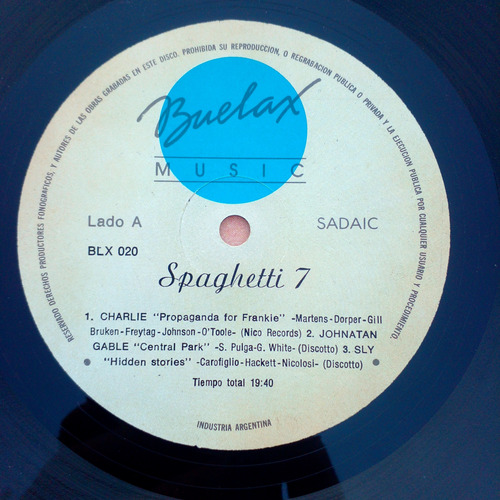 RESERVADO DERECHOS PRODUCTORES FONOGRAFICOS, Y AUTORES DE LAS OBRAS GRABADAS EN ESTE DISCO. PROHIBIDA SU REPRODUCCION, O REGRABACION PUBLICA O PRIVADA Y LA EJECUCION PUBLICA POR CUALQUIER USUARIO Y PROCEDIMIENTO.
Buelax
MUSIC
Lado A
SADAIC
BLX 020
Spaghetti 7
1. CHARLIE "Propaganda for Frankie" -Martens-Dorper-Gill
Bruken-Freytag-Johnson-O'Toole- (Nico Records) 2. JOHNATAN
GABLE "Central Park" -S. Pulga-G. White- (Discotto) 3. SLY
"Hidden stories" -Carofiglio-Hackett-Nicolosi- (Discotto)
Tiempo total 19:40
INDUSTRIA ARGENTINA